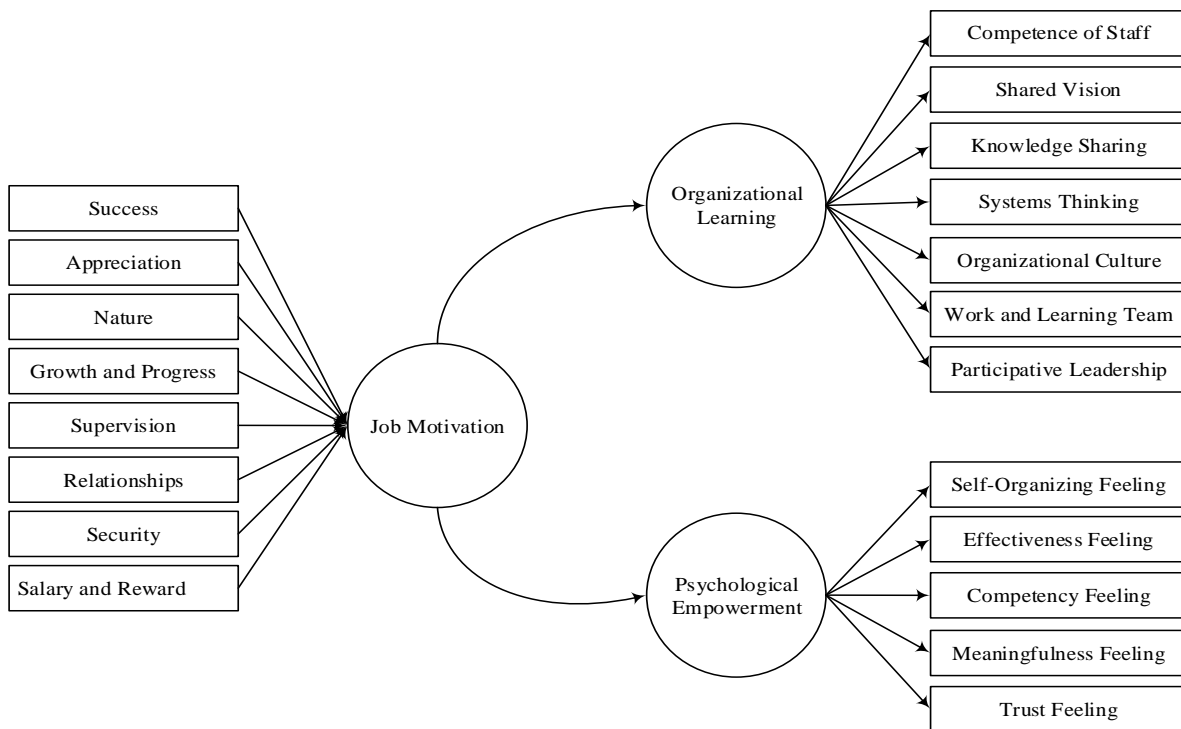 Success
Appreciation
Nature
Growth and Progress
Supervision
Relationships
Security
Salary and Reward
Job Motivation
Organizational
Learning
Psychological
Empowerment
Competence of Staff
Shared Vision
Knowledge Sharing
Systems Thinking
Organizational Culture
Work and Learning Team
Participative Leadership
Self-Organizing Feeling
Effectiveness Feeling
Competency Feeling
Meaningfulness Feeling
Trust Feeling